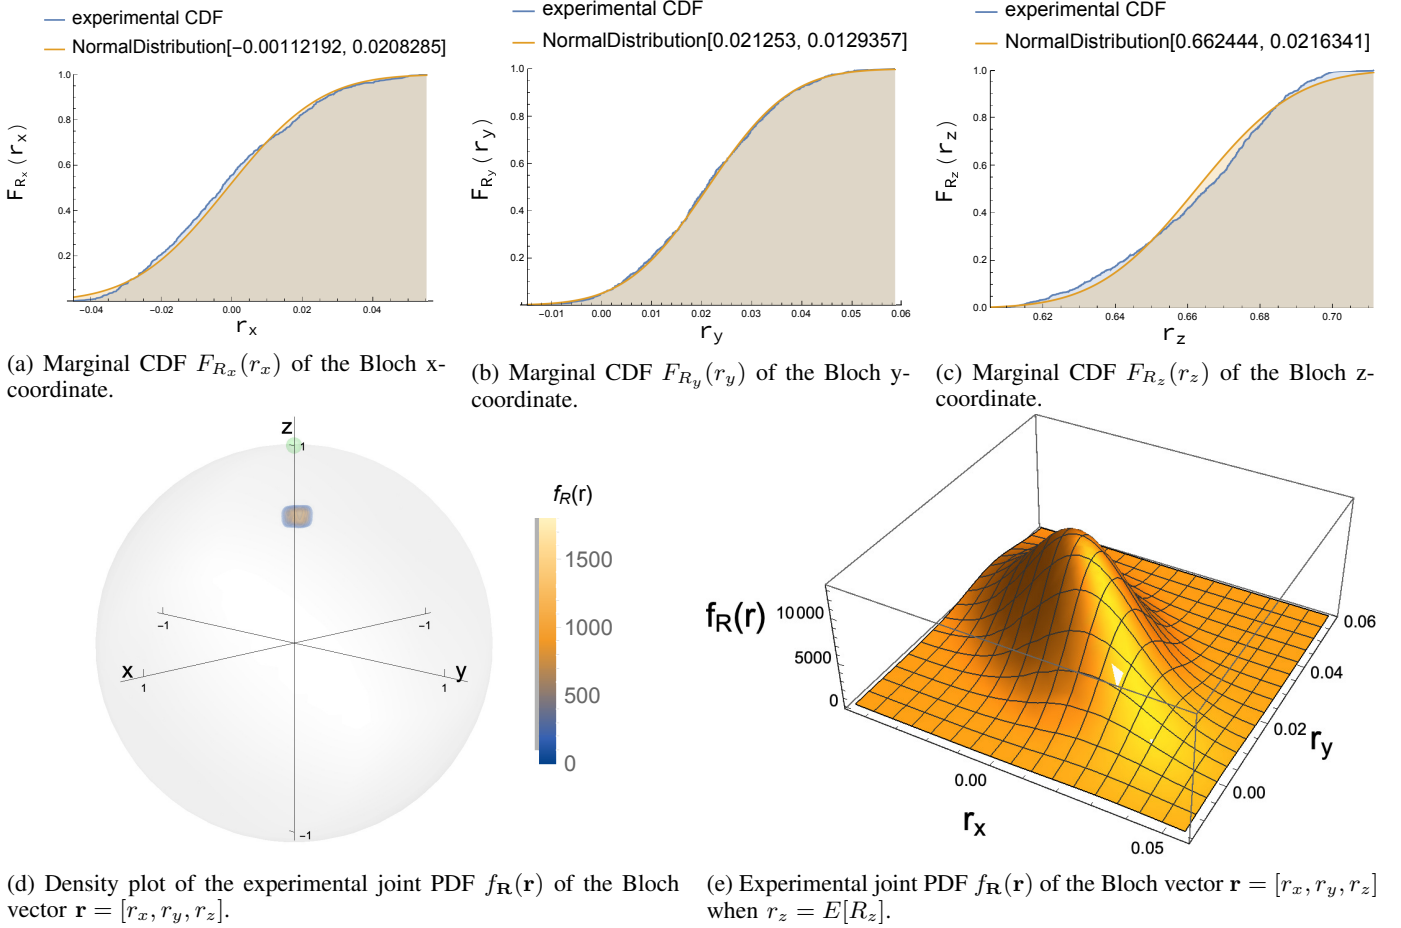 experimental CDF
NormalDistribution[−0.00112192, 0.0208285]
1.0
0.8
0.6
0.4
0.2
F_{R_x}(r_x)
−0.04
−0.02
0.00
0.02
0.04
r_x
(a) Marginal CDF F_{R_x}(r_x) of the Bloch x-
coordinate.
experimental CDF
NormalDistribution[0.021253, 0.0129357]
1.0
0.8
0.6
0.4
0.2
F_{R_y}(r_y)
−0.01
0.00
0.01
0.02
0.03
0.04
0.05
0.06
r_y
(b) Marginal CDF F_{R_y}(r_y) of the Bloch y-
coordinate.
experimental CDF
NormalDistribution[0.662444, 0.0216341]
1.0
0.8
0.6
0.4
0.2
0.0
F_{R_z}(r_z)
0.62
0.64
0.66
0.68
0.70
r_z
(c) Marginal CDF F_{R_z}(r_z) of the Bloch z-
coordinate.
z
1
−1
−1
x
1
1
y
−1
f_R(r)
1500
1000
500
0
(d) Density plot of the experimental joint PDF f_R(r) of the Bloch
vector r = [r_x, r_y, r_z].
f_R(r)
10000
5000
0
0.00
0.05
r_x
0.06
0.04
0.02
0.00
r_y
(e) Experimental joint PDF f_R(r) of the Bloch vector r = [r_x, r_y, r_z]
when r_z = E[R_z].